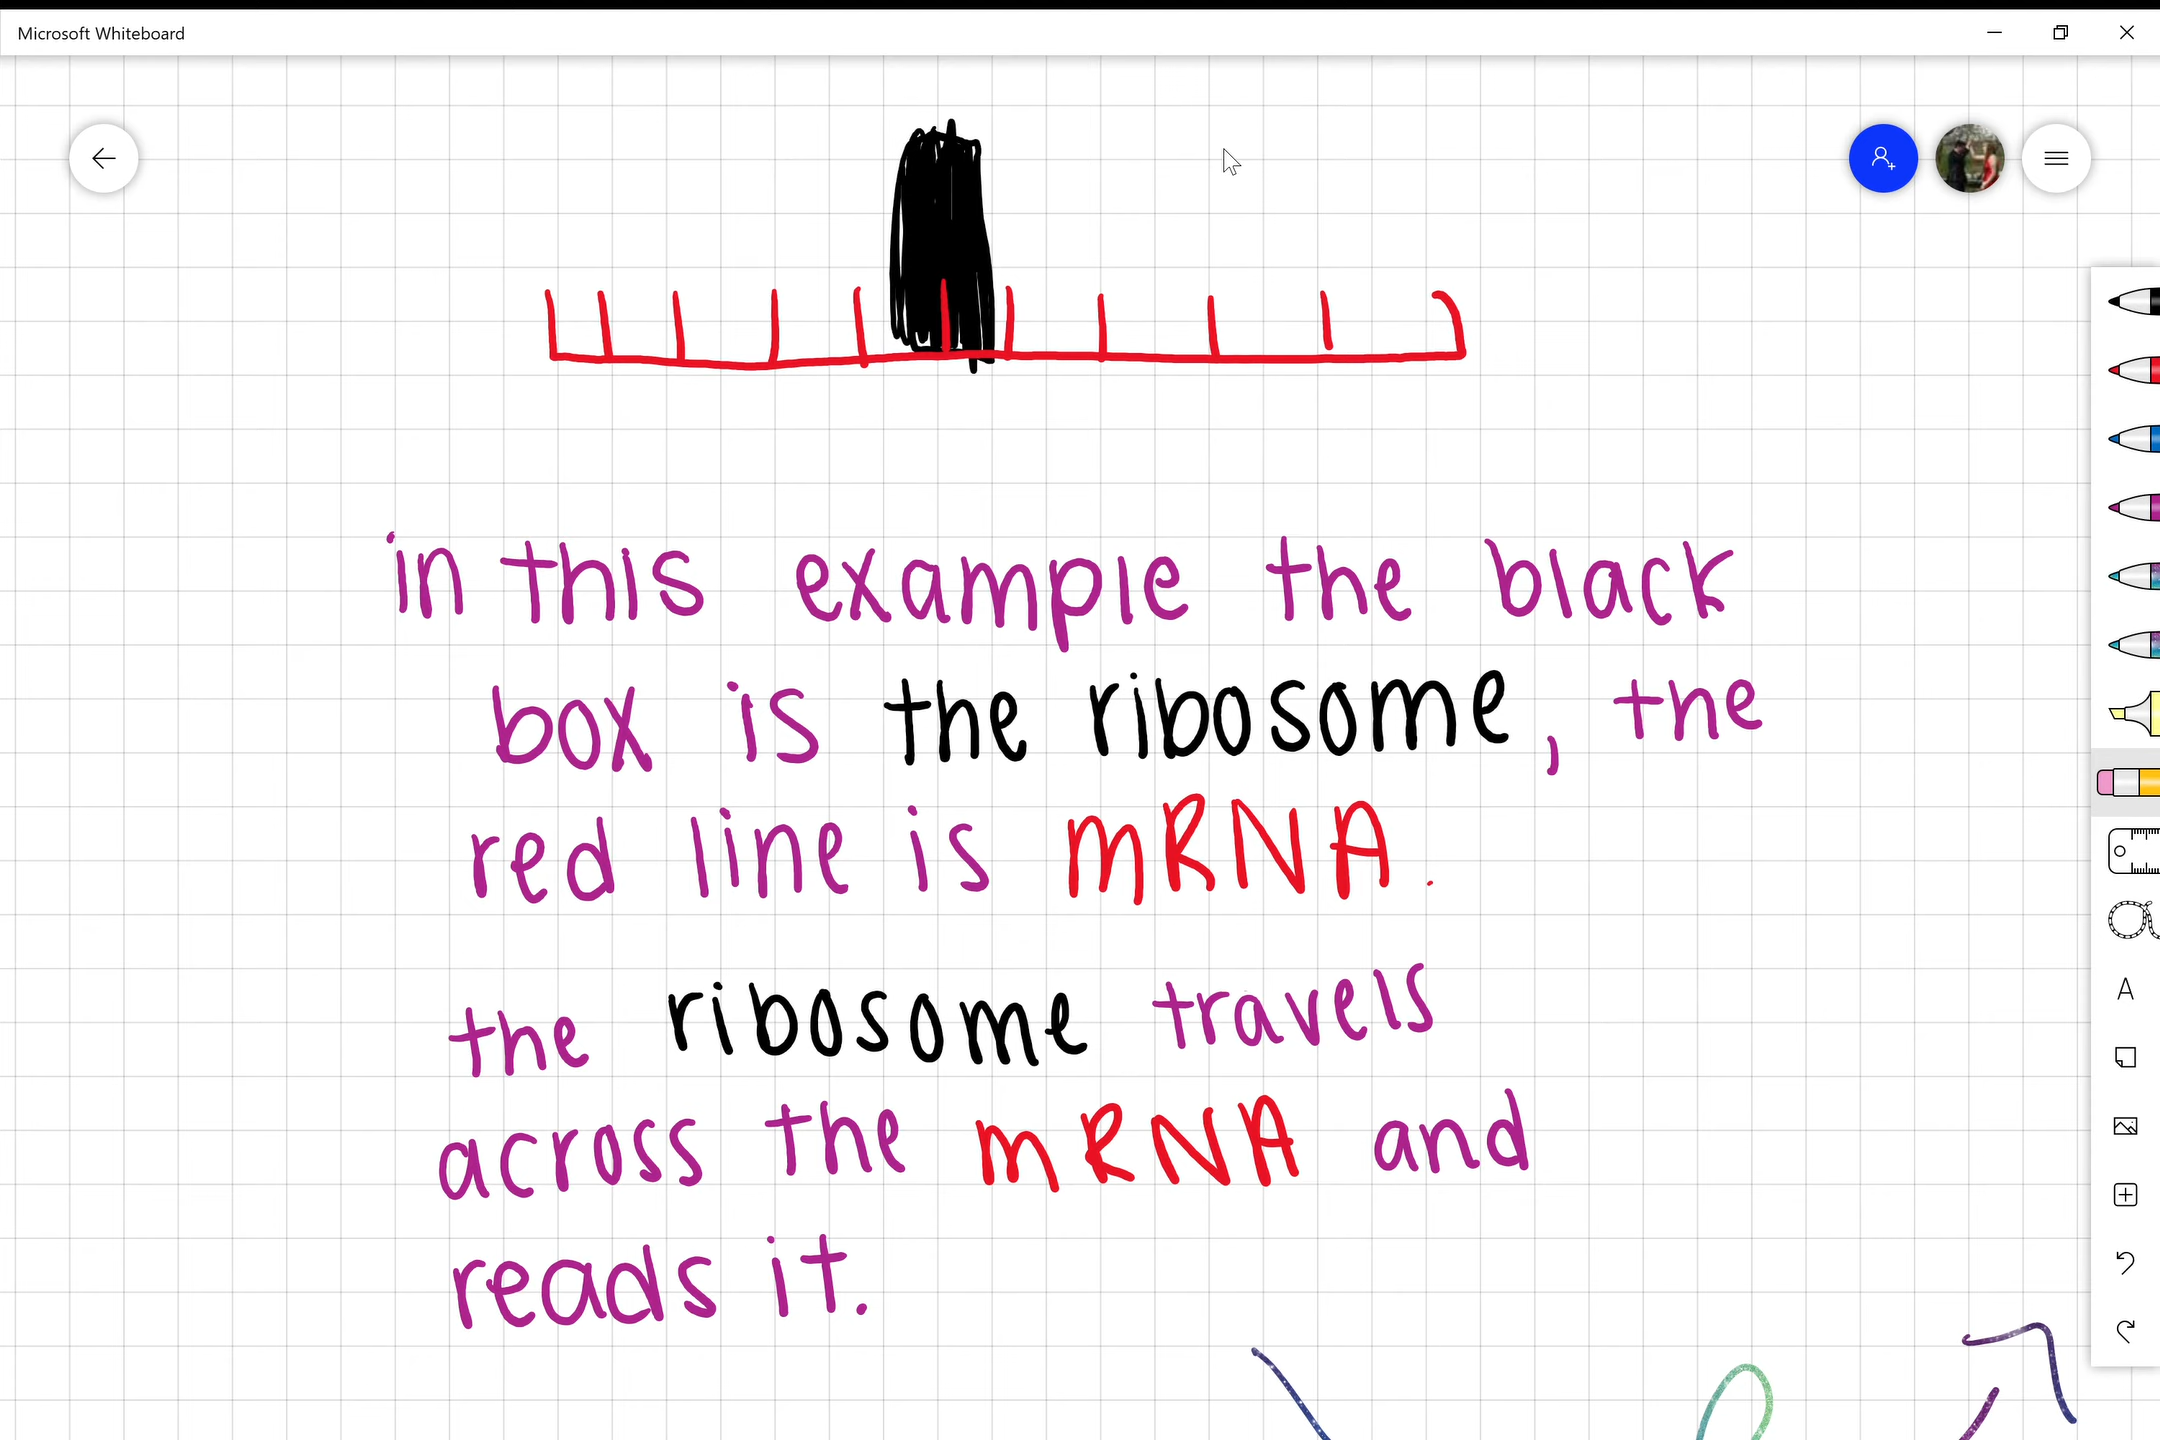 Microsoft Whiteboard
in this example the black
box is the ribosome, the
red line is mRNA.
the ribosome travels
across the mRNA and
reads it.